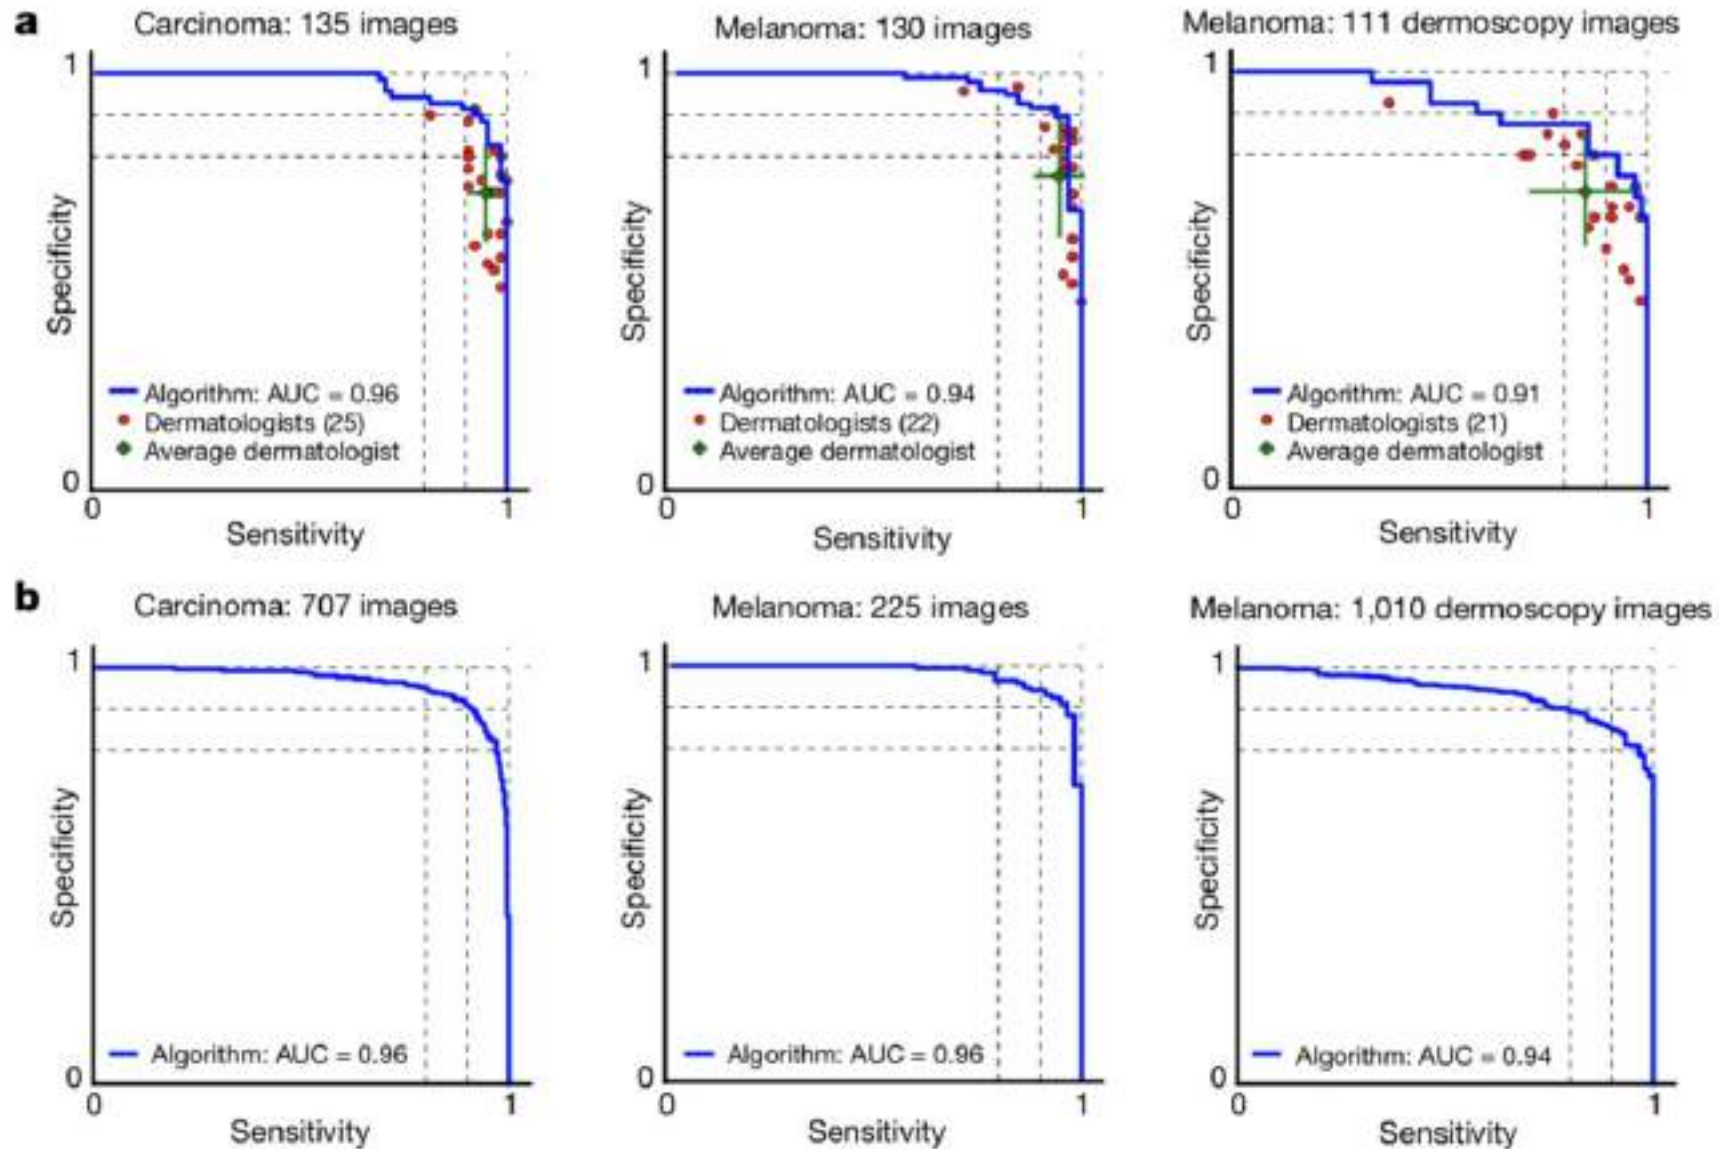 a
Carcinoma: 135 images
1
Specificity
Algorithm: AUC = 0.96
Dermatologists (25)
Average dermatologist
0
0
1
Sensitivity
Melanoma: 130 images
1
Specificity
Algorithm: AUC = 0.94
Dermatologists (22)
Average dermatologist
0
0
1
Sensitivity
Melanoma: 111 dermoscopy images
1
Specificity
Algorithm: AUC = 0.91
Dermatologists (21)
Average dermatologist
0
0
1
Sensitivity
b
Carcinoma: 707 images
1
Specificity
Algorithm: AUC = 0.96
0
0
1
Sensitivity
Melanoma: 225 images
1
Specificity
Algorithm: AUC = 0.96
0
0
1
Sensitivity
Melanoma: 1,010 dermoscopy images
1
Specificity
Algorithm: AUC = 0.94
0
0
1
Sensitivity